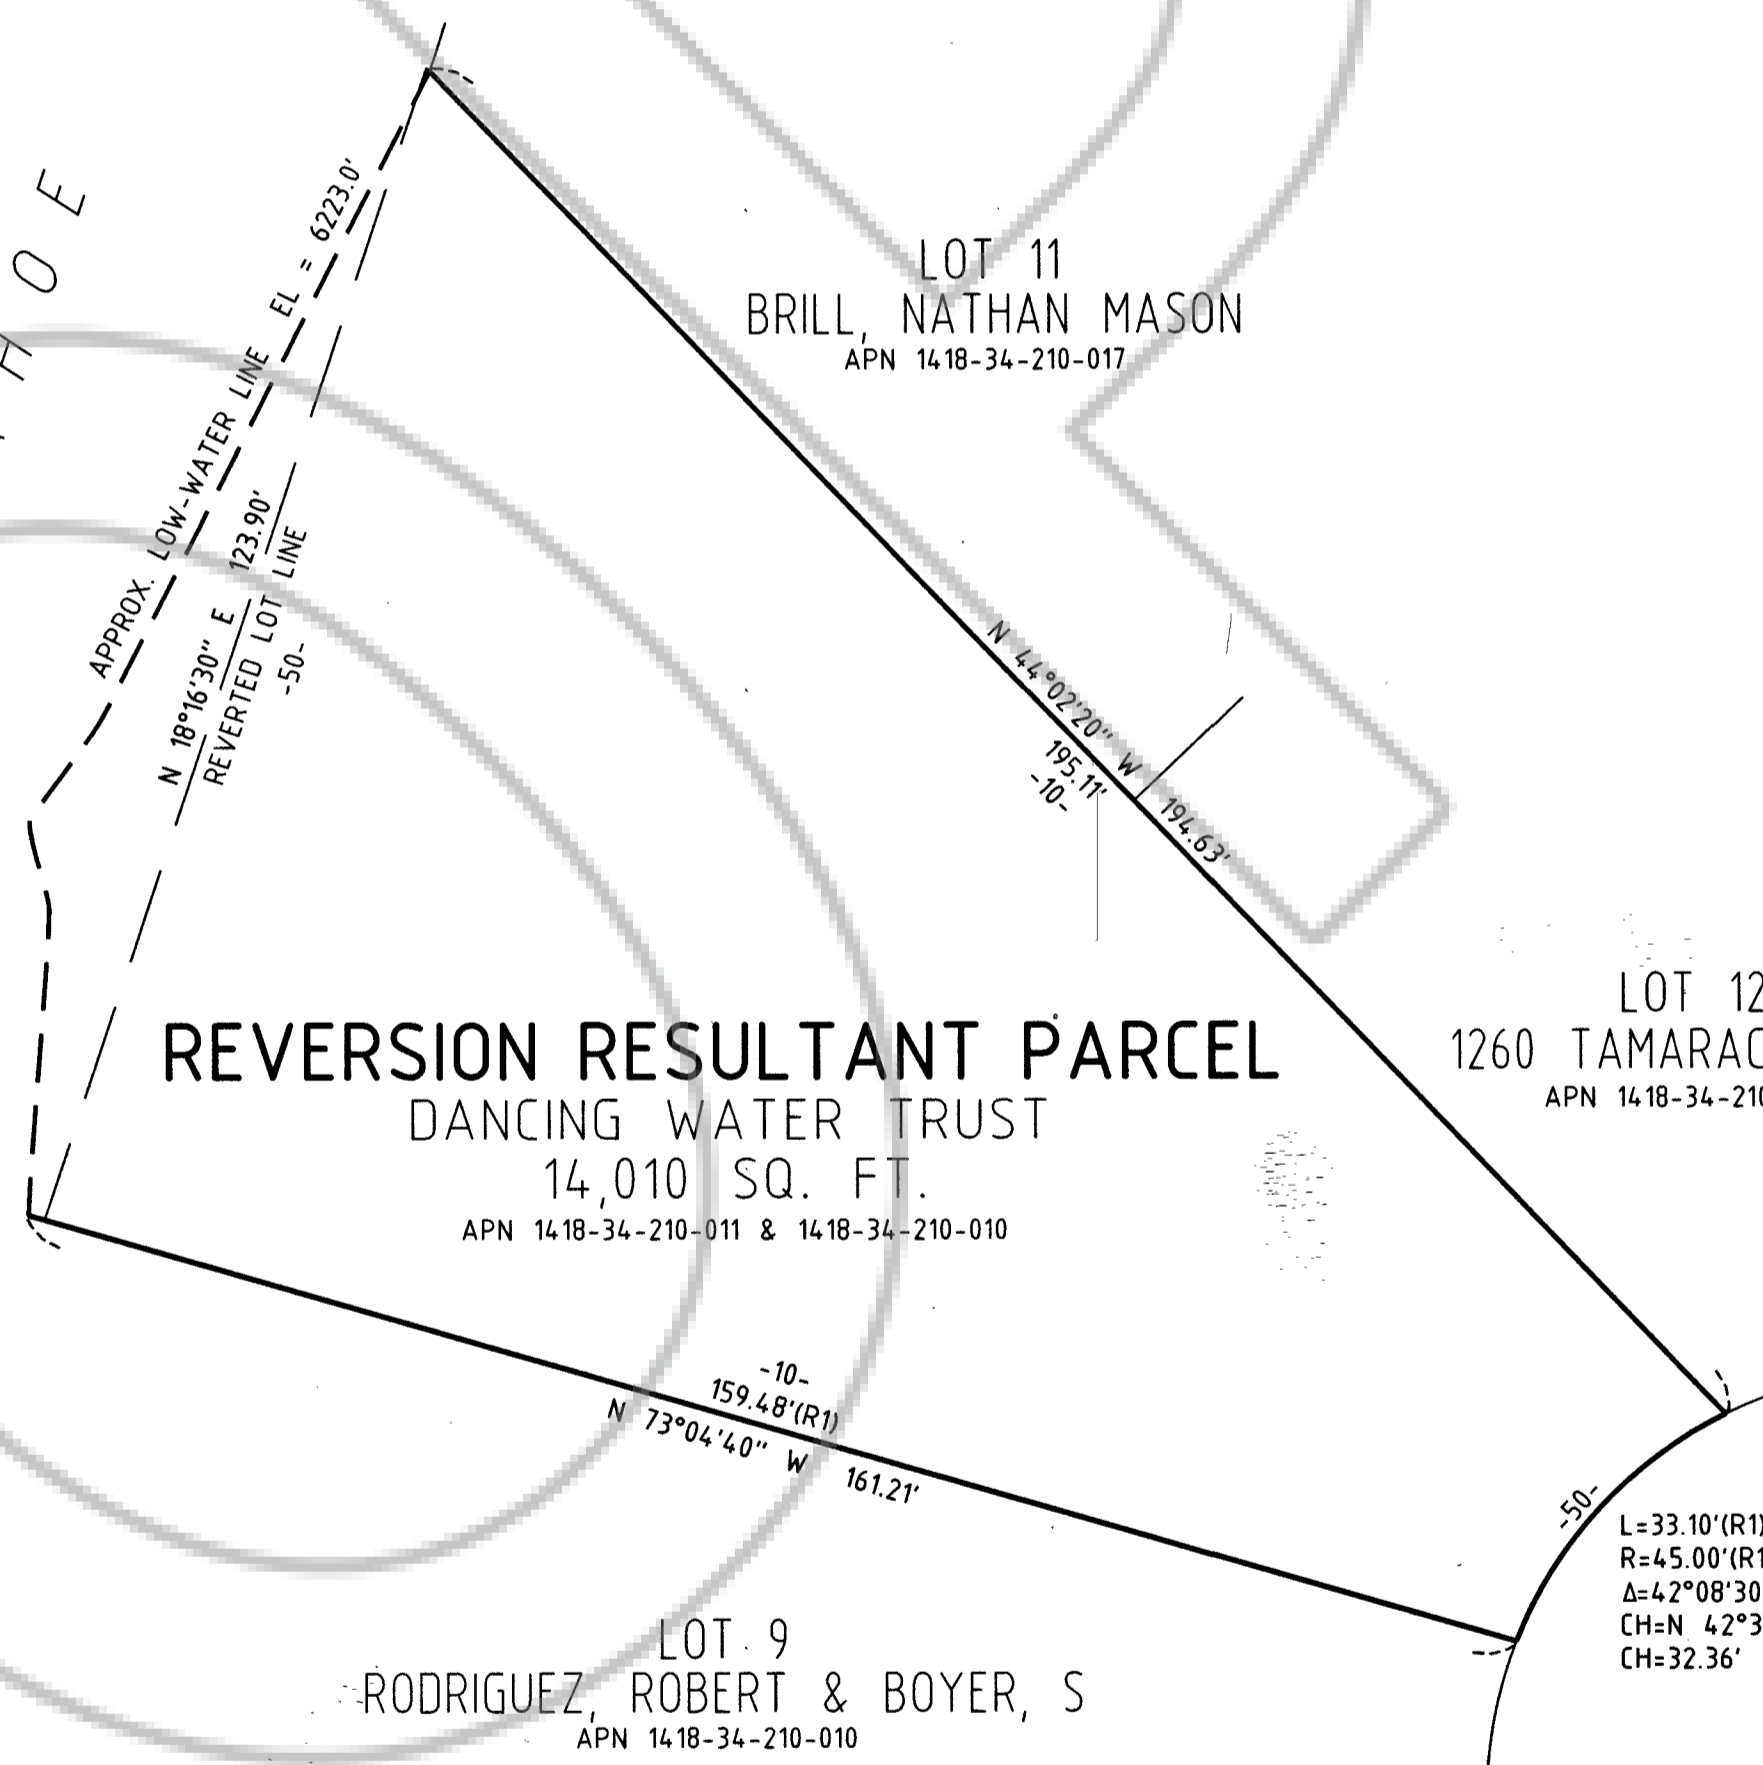 H O E
APPROX. LOW-WATER LINE EL = 6223.0'
N 18°16'30" E 123.90'
REVERTED LOT LINE
-50-
LOT 11
BRILL, NATHAN MASON
APN 1418-34-210-017
N 44°02'20" W 194.63'
195.11'
-10-
LOT 12
1260 TAMARAC
APN 1418-34-210
REVERSION RESULTANT PARCEL
DANCING WATER TRUST
14,010 SQ. FT.
APN 1418-34-210-011 & 1418-34-210-010
-10-
159.48'(R1)
N 73°04'40" W 161.21'
-50-
L=33.10'(R1)
R=45.00'(R1
Δ=42°08'30
CH=N 42°3
CH=32.36'
LOT 9
RODRIGUEZ, ROBERT & BOYER, S
APN 1418-34-210-010